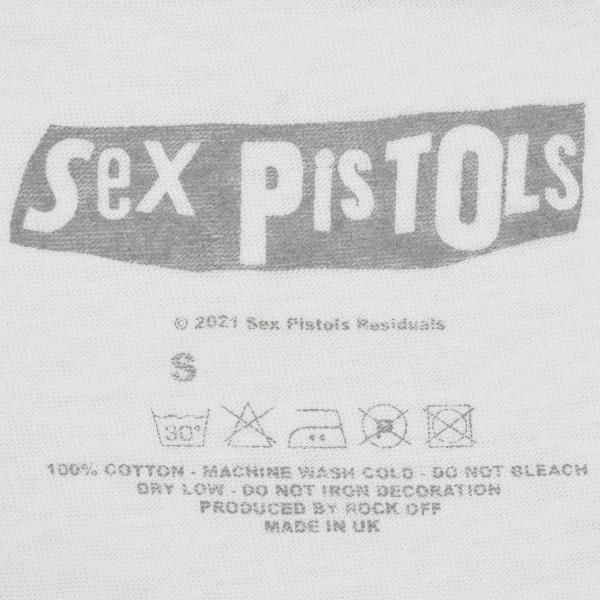 Sex PisTOLs
© 2021 Sex Pistols Residuals
S
30°
P
100% COTTON - MACHINE WASH COLD - DO NOT BLEACH
DRY LOW - DO NOT IRON DECORATION
PRODUCED BY ROCK OFF
MADE IN UK